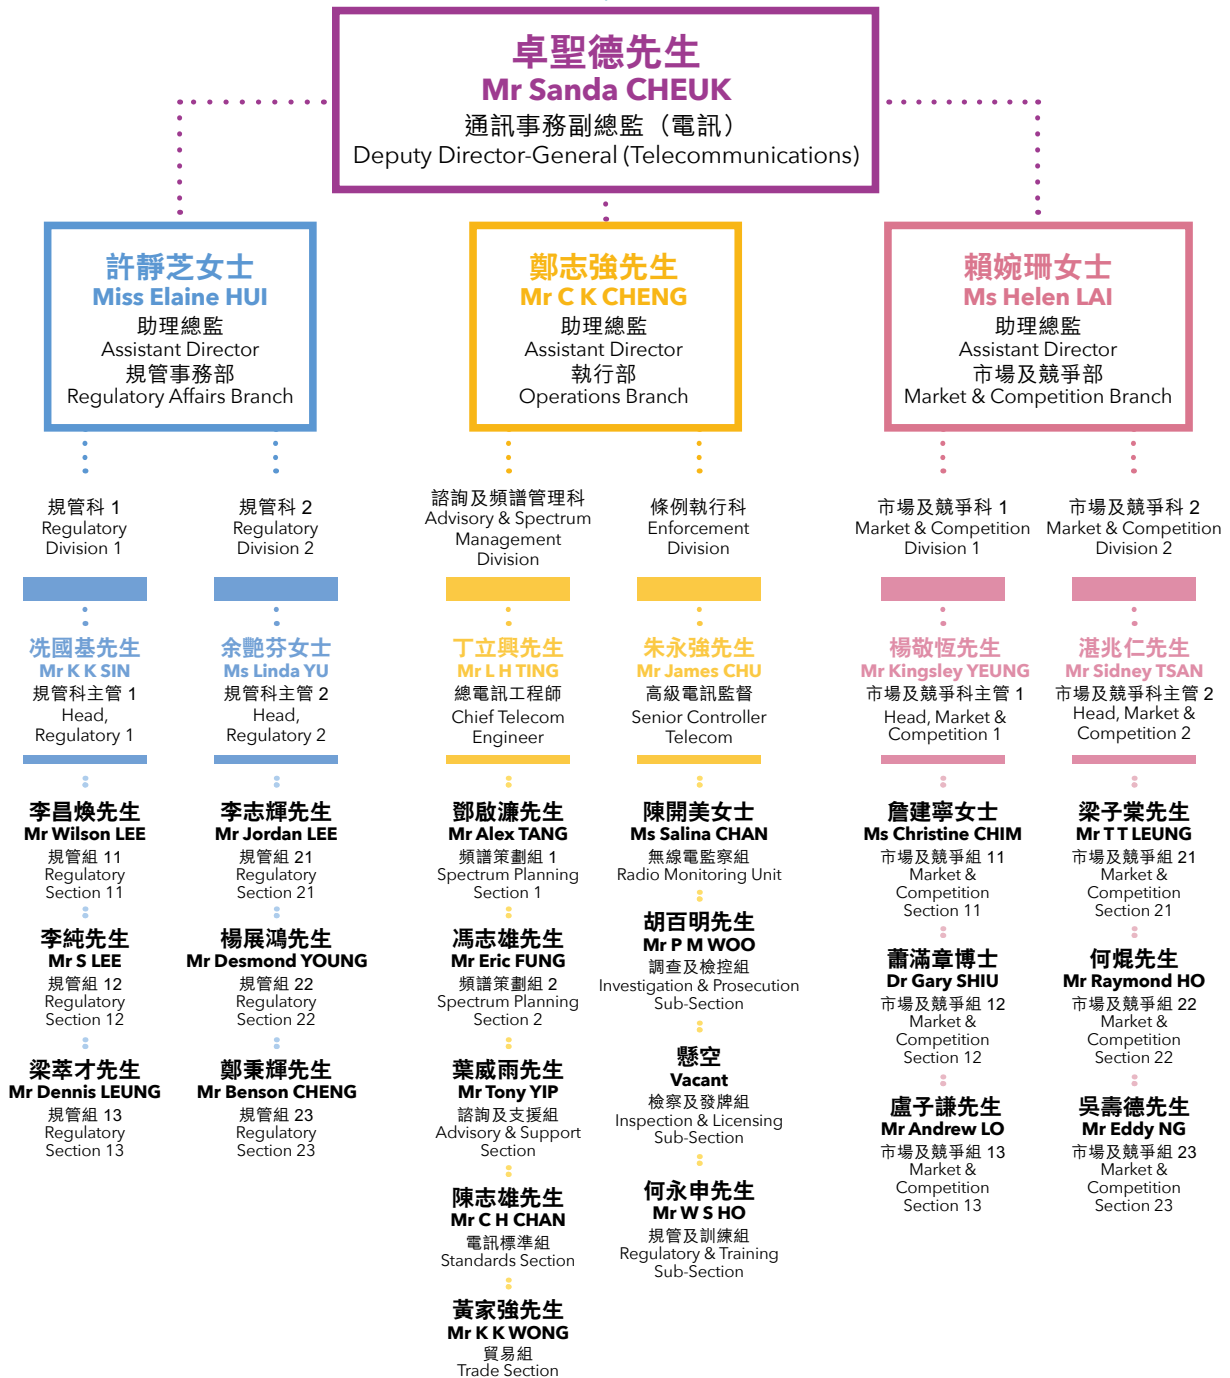 卓聖德先生
Mr Sanda CHEUK
通訊事務副總監（電訊）
Deputy Director-General (Telecommunications)
許靜芝女士
Miss Elaine HUI
助理總監
Assistant Director
規管事務部
Regulatory Affairs Branch
鄭志強先生
Mr C K CHENG
助理總監
Assistant Director
執行部
Operations Branch
賴婉珊女士
Ms Helen LAI
助理總監
Assistant Director
市場及競爭部
Market & Competition Branch
規管科 1
Regulatory
Division 1
冼國基先生
Mr K K SIN
規管科主管 1
Head,
Regulatory 1
李昌煥先生
Mr Wilson LEE
規管組 11
Regulatory
Section 11
李純先生
Mr S LEE
規管組 12
Regulatory
Section 12
梁萃才先生
Mr Dennis LEUNG
規管組 13
Regulatory
Section 13
規管科 2
Regulatory
Division 2
余艷芬女士
Ms Linda YU
規管科主管 2
Head,
Regulatory 2
李志輝先生
Mr Jordan LEE
規管組 21
Regulatory
Section 21
楊展鴻先生
Mr Desmond YOUNG
規管組 22
Regulatory
Section 22
鄭秉輝先生
Mr Benson CHENG
規管組 23
Regulatory
Section 23
諮詢及頻譜管理科
Advisory & Spectrum
Management
Division
丁立興先生
Mr L H TING
總電訊工程師
Chief Telecom
Engineer
鄧啟濂先生
Mr Alex TANG
頻譜策劃組 1
Spectrum Planning
Section 1
馮志雄先生
Mr Eric FUNG
頻譜策劃組 2
Spectrum Planning
Section 2
葉威雨先生
Mr Tony YIP
諮詢及支援組
Advisory & Support
Section
陳志雄先生
Mr C H CHAN
電訊標準組
Standards Section
黃家強先生
Mr K K WONG
貿易組
Trade Section
條例執行科
Enforcement
Division
朱永強先生
Mr James CHU
高級電訊監督
Senior Controller
Telecom
陳開美女士
Ms Salina CHAN
無線電監察組
Radio Monitoring Unit
胡百明先生
Mr P M WOO
調查及檢控組
Investigation & Prosecution
Sub-Section
懸空
Vacant
檢察及發牌組
Inspection & Licensing
Sub-Section
何永申先生
Mr W S HO
規管及訓練組
Regulatory & Training
Sub-Section
市場及競爭科 1
Market & Competition
Division 1
楊敬恆先生
Mr Kingsley YEUNG
市場及競爭科主管 1
Head, Market &
Competition 1
詹建寧女士
Ms Christine CHIM
市場及競爭組 11
Market &
Competition
Section 11
蕭滿章博士
Dr Gary SHIU
市場及競爭組 12
Market &
Competition
Section 12
盧子謙先生
Mr Andrew LO
市場及競爭組 13
Market &
Competition
Section 13
市場及競爭科 2
Market & Competition
Division 2
湛兆仁先生
Mr Sidney TSAN
市場及競爭科主管 2
Head, Market &
Competition 2
梁子棠先生
Mr T T LEUNG
市場及競爭組 21
Market &
Competition
Section 21
何焜先生
Mr Raymond HO
市場及競爭組 22
Market &
Competition
Section 22
吳壽德先生
Mr Eddy NG
市場及競爭組 23
Market &
Competition
Section 23